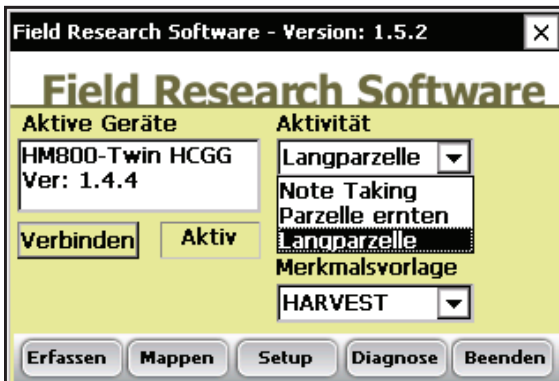 Field Research Software - Version: 1.5.2
Field Research Software
Aktive Geräte
HM800-Twin HCGG
Ver: 1.4.4
Verbinden
Aktiv
Aktivität
Langparzelle
Note Taking
Parzelle ernten
Langparzelle
Merkmalsvorlage
HARVEST
Erfassen Mappen Setup Diagnose Beenden